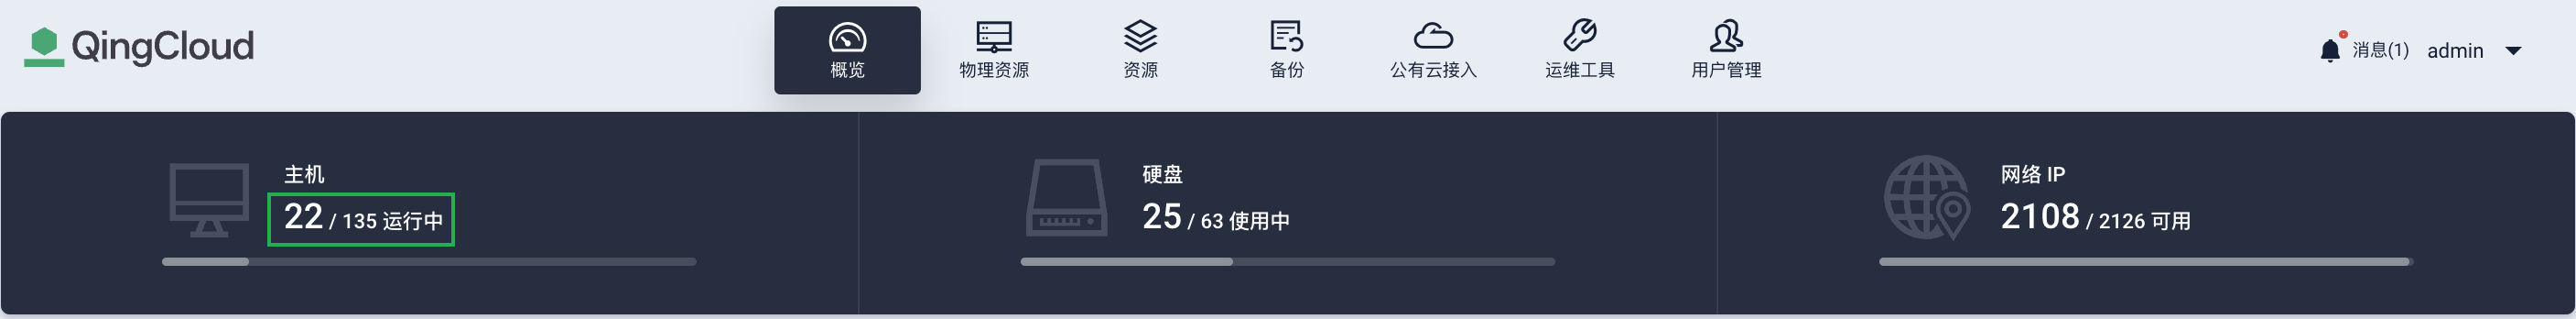 QingCloud
概览
物理资源
资源
备份
公有云接入
运维工具
用户管理
消息(1)
admin
主机
22 / 135 运行中
硬盘
25 / 63 使用中
网络 IP
2108 / 2126 可用